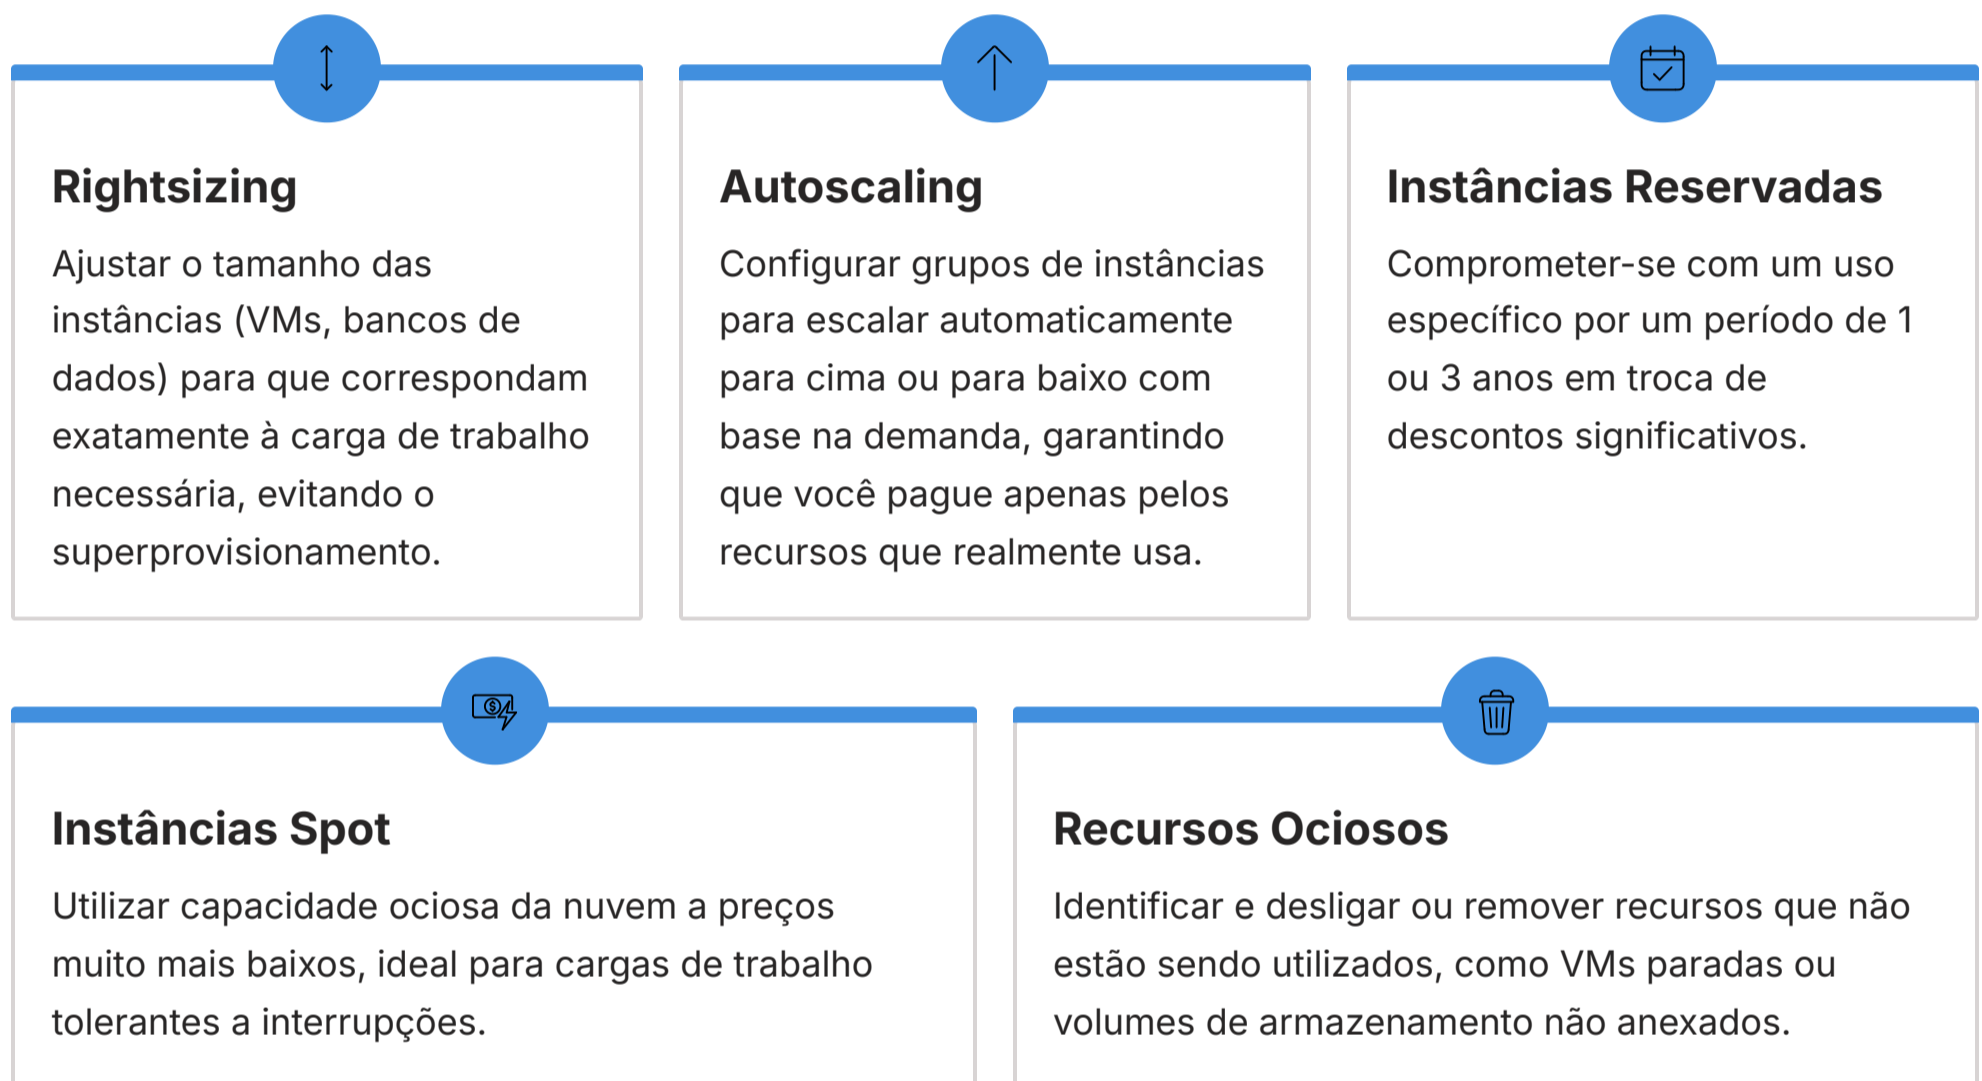 Rightsizing
Ajustar o tamanho das
instâncias (VMs, bancos de
dados) para que correspondam
exatamente à carga de trabalho
necessária, evitando o
superprovisionamento.
Autoscaling
Configurar grupos de instâncias
para escalar automaticamente
para cima ou para baixo com
base na demanda, garantindo
que você pague apenas pelos
recursos que realmente usa.
Instâncias Reservadas
Comprometer-se com um uso
específico por um período de 1
ou 3 anos em troca de
descontos significativos.
Instâncias Spot
Utilizar capacidade ociosa da nuvem a preços
muito mais baixos, ideal para cargas de trabalho
tolerantes a interrupções.
Recursos Ociosos
Identificar e desligar ou remover recursos que não
estão sendo utilizados, como VMs paradas ou
volumes de armazenamento não anexados.